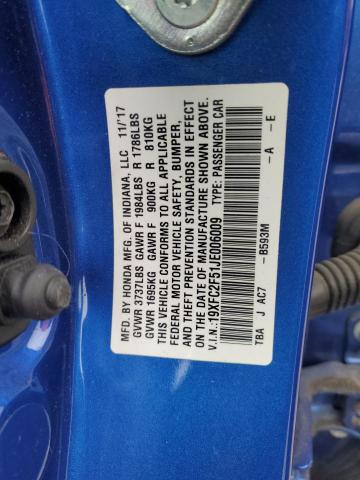 MFD. BY HONDA MFG. OF INDIANA, LLC 11/'17
GVWR 3737LBS GAWR F 1984LBS R 1786LBS
GVWR 1695KG GAWR F 900KG R 810KG
THIS VEHICLE CONFORMS TO ALL APPLICABLE
FEDERAL MOTOR VEHICLE SAFETY, BUMPER,
AND THEFT PREVENTION STANDARDS IN EFFECT
ON THE DATE OF MANUFACTURE SHOWN ABOVE.
V.I.N.:19XFC2F51JE006009 TYPE: PASSENGER CAR
TBA J AC7 -B593M -A -E